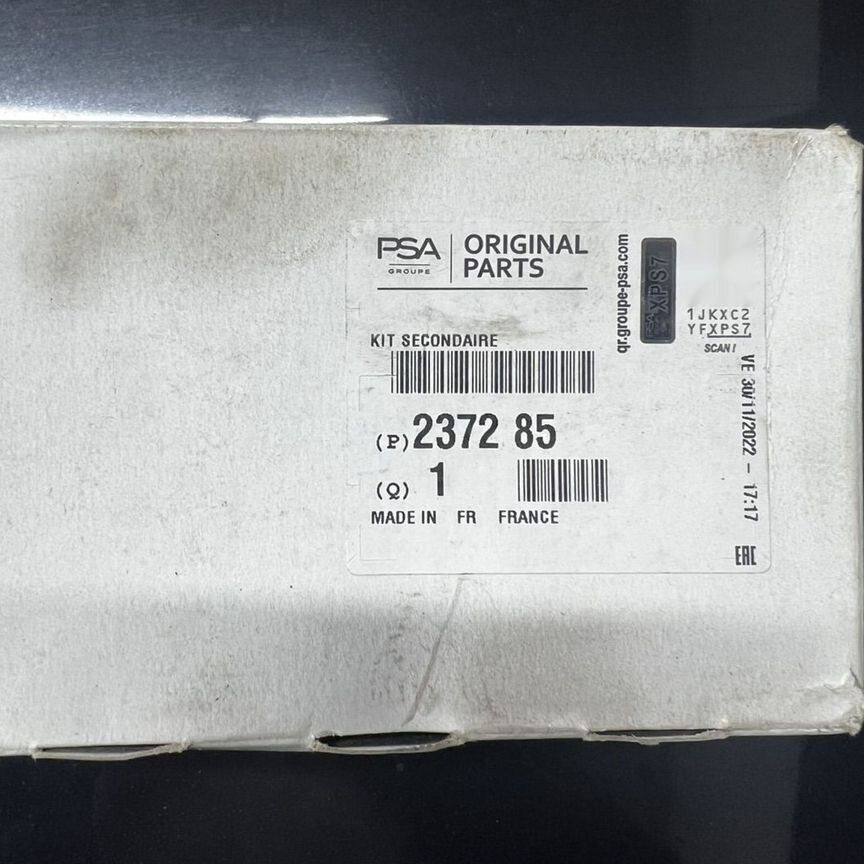 PSA
GROUPE
ORIGINAL
PARTS
qr.groupe-psa.com
XPS7
1JKXC2
YFXPS7
SCAN!
KIT SECONDAIRE
(P) 2372 85
(Q) 1
MADE IN FR FRANCE
VE 30/11/2022 - 17:17
EAC